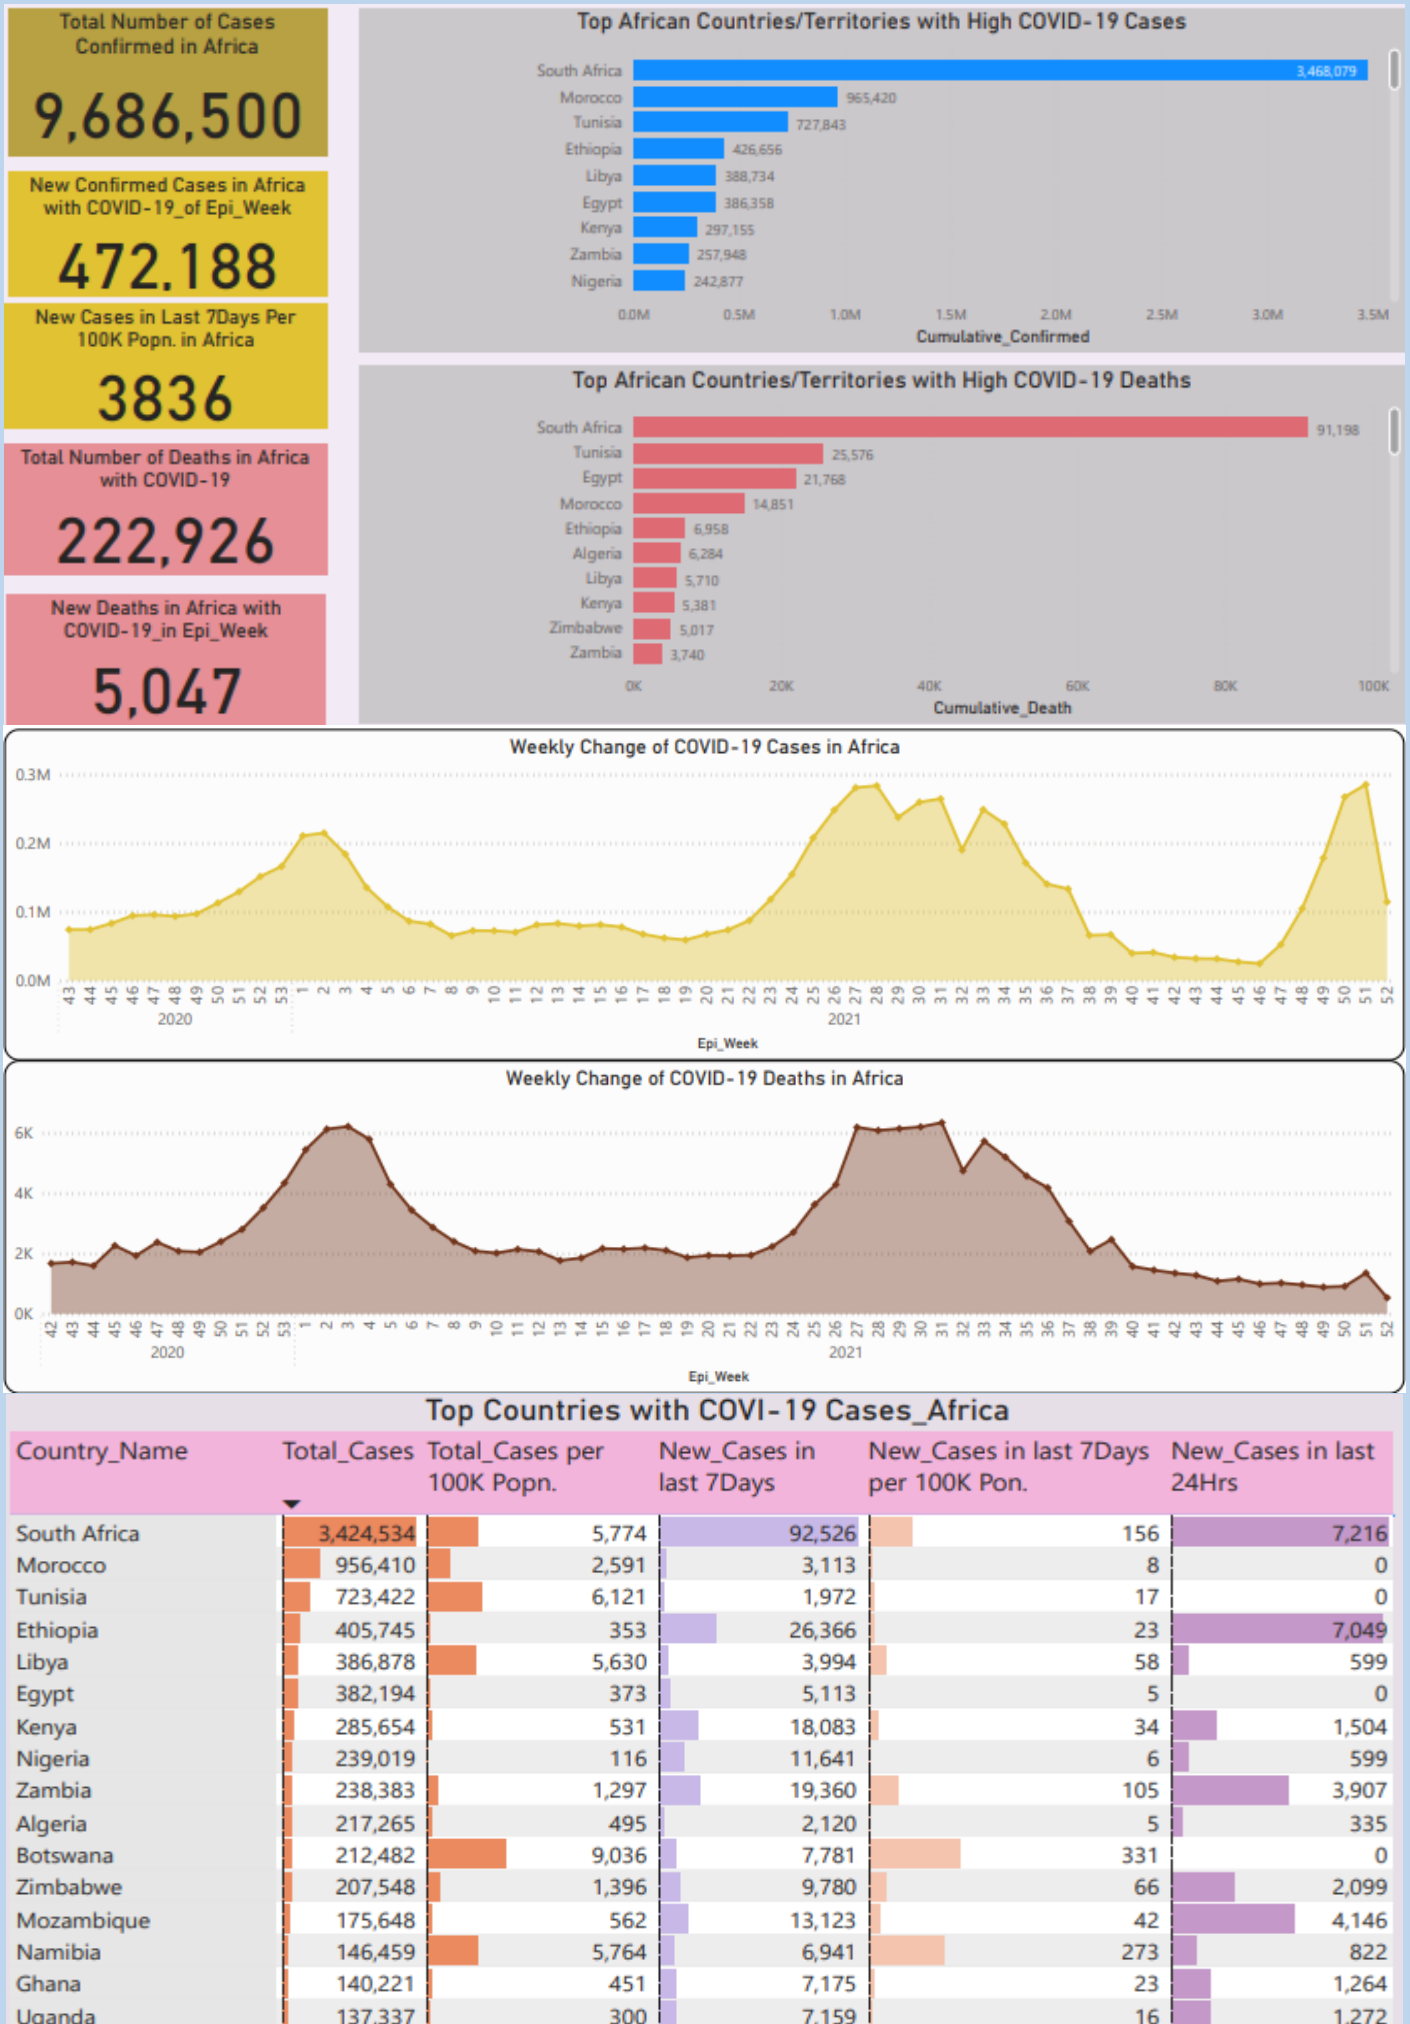 Total Number of Cases
Confirmed in Africa
9,686,500
New Confirmed Cases in Africa
with COVID-19_of Epi_Week
472,188
New Cases in Last 7Days Per
100K Popn. in Africa
3836
Total Number of Deaths in Africa
with COVID-19
222,926
New Deaths in Africa with
COVID-19_in Epi_Week
5,047
Top African Countries/Territories with High COVID-19 Cases
South Africa 3,468,079
Morocco 965,420
Tunisia 727,843
Ethiopia 426,656
Libya 388,734
Egypt 386,358
Kenya 297,155
Zambia 257,948
Nigeria 242,877
0.0M 0.5M 1.0M 1.5M 2.0M 2.5M 3.0M 3.5M
Cumulative_Confirmed
Top African Countries/Territories with High COVID-19 Deaths
South Africa 91,198
Tunisia 25,576
Egypt 21,768
Morocco 14,851
Ethiopia 6,958
Algeria 6,284
Libya 5,710
Kenya 5,381
Zimbabwe 5,017
Zambia 3,740
0K 20K 40K 60K 80K 100K
Cumulative_Death
Weekly Change of COVID-19 Cases in Africa
0.3M
0.2M
0.1M
0.0M
43 44 45 46 47 48 49 50 51 52 53 1 2 3 4 5 6 7 8 9 10 11 12 13 14 15 16 17 18 19 20 21 22 23 24 25 26 27 28 29 30 31 32 33 34 35 36 37 38 39 40 41 42 43 44 45 46 47 48 49 50 51 52
2020 2021
Epi_Week
Weekly Change of COVID-19 Deaths in Africa
6K
4K
2K
0K
42 43 44 45 46 47 48 49 50 51 52 53 1 2 3 4 5 6 7 8 9 10 11 12 13 14 15 16 17 18 19 20 21 22 23 24 25 26 27 28 29 30 31 32 33 34 35 36 37 38 39 40 41 42 43 44 45 46 47 48 49 50 51 52
2020 2021
Epi_Week
Top Countries with COVI-19 Cases_Africa
Country_Name Total_Cases Total_Cases per New_Cases in New_Cases in last 7Days New_Cases in last
100K Popn. last 7Days per 100K Pon. 24Hrs
South Africa 3,424,534 5,774 92,526 156 7,216
Morocco 956,410 2,591 3,113 8 0
Tunisia 723,422 6,121 1,972 17 0
Ethiopia 405,745 353 26,366 23 7,049
Libya 386,878 5,630 3,994 58 599
Egypt 382,194 373 5,113 5 0
Kenya 285,654 531 18,083 34 1,504
Nigeria 239,019 116 11,641 6 599
Zambia 238,383 1,297 19,360 105 3,907
Algeria 217,265 495 2,120 5 335
Botswana 212,482 9,036 7,781 331 0
Zimbabwe 207,548 1,396 9,780 66 2,099
Mozambique 175,648 562 13,123 42 4,146
Namibia 146,459 5,764 6,941 273 822
Ghana 140,221 451 7,175 23 1,264
Uganda 137,337 300 7,159 16 1,272